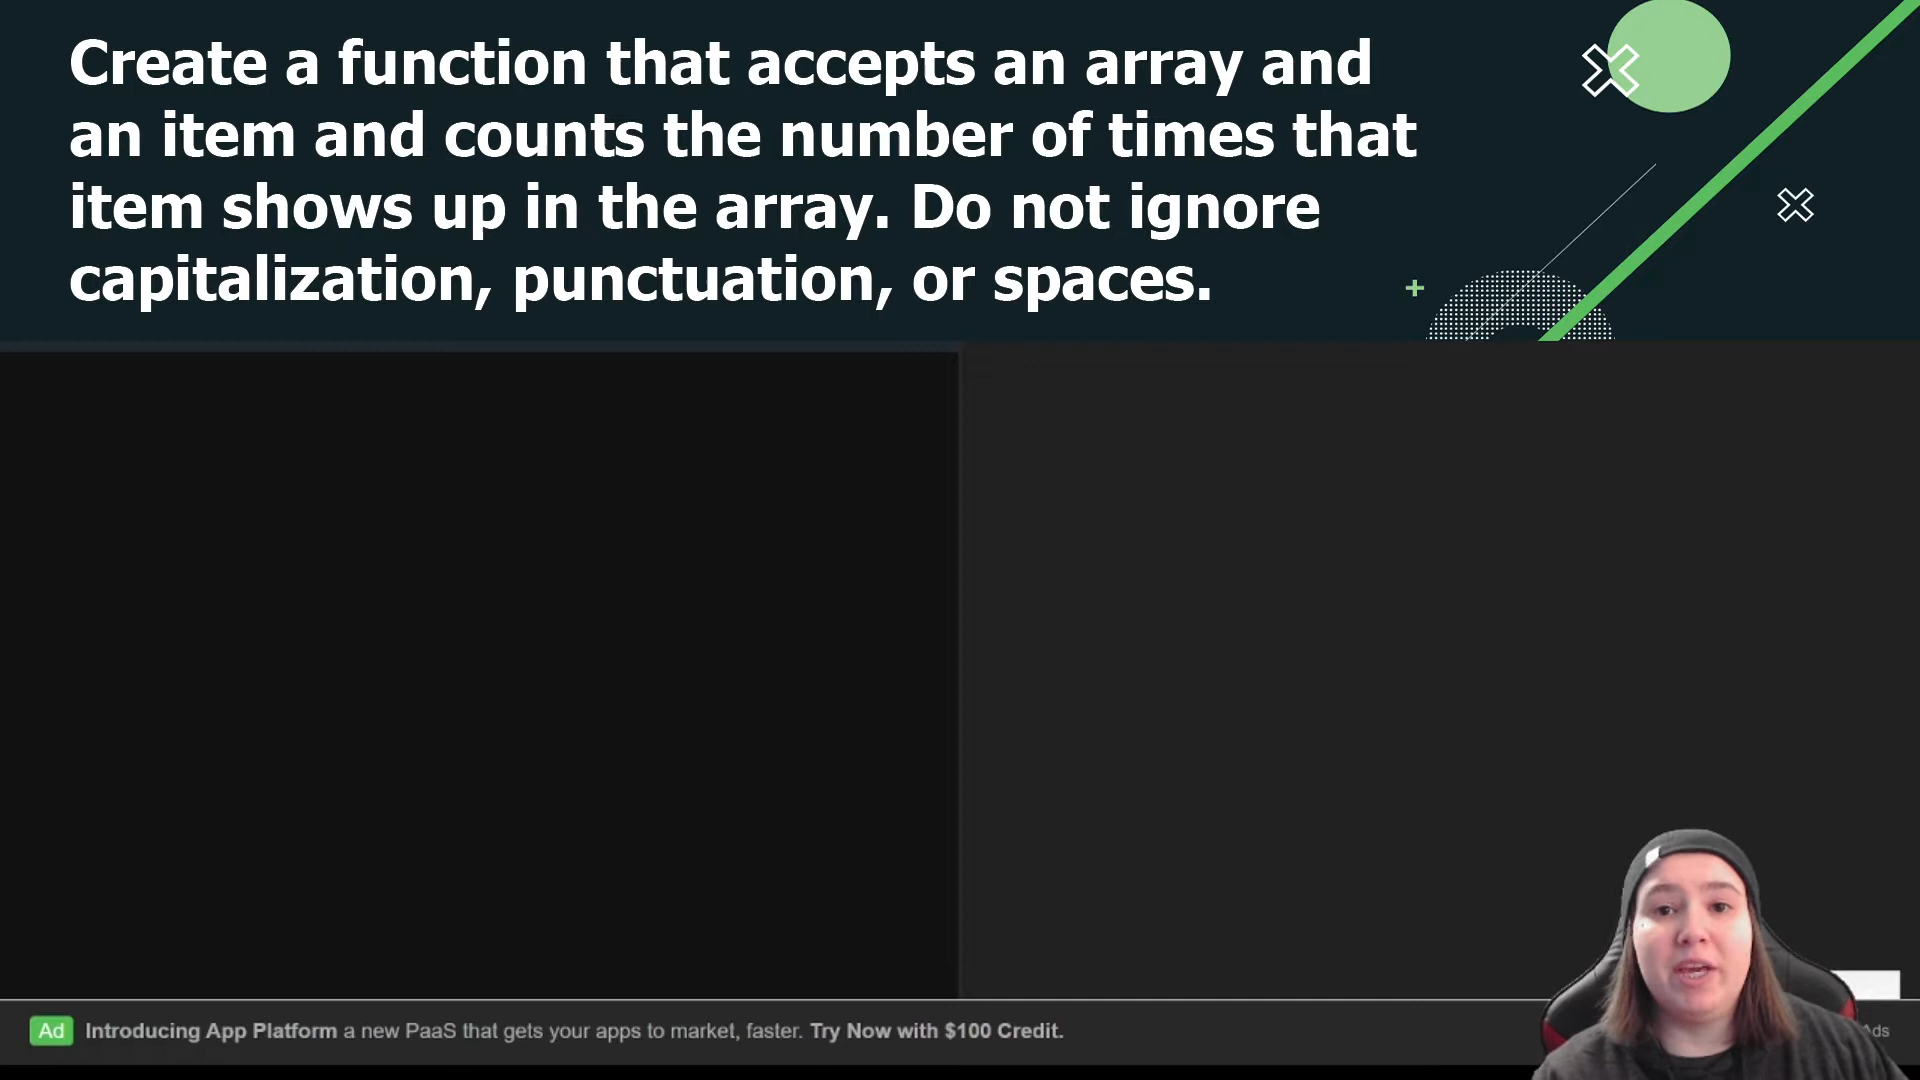 Create a function that accepts an array and
an item and counts the number of times that
item shows up in the array. Do not ignore
capitalization, punctuation, or spaces.
Ad Introducing App Platform a new PaaS that gets your apps to market, faster. Try Now with $100 Credit.
Ads